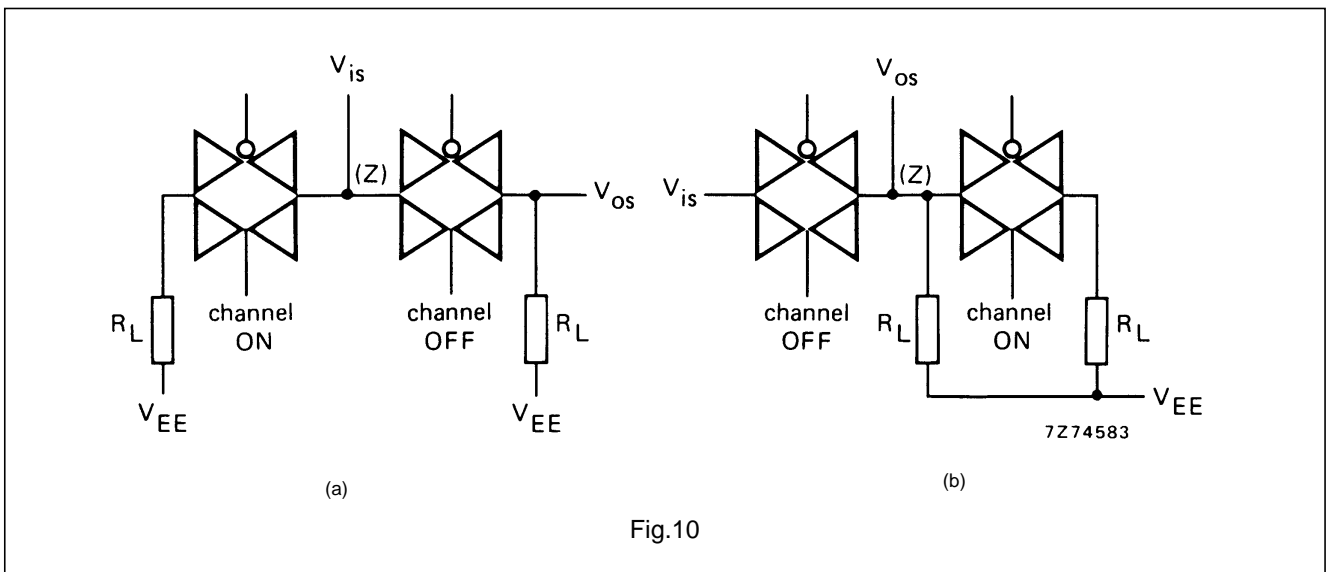 V_is
(Z)
V_os
R_L
channel
ON
channel
OFF
R_L
V_EE
V_EE
(a)
V_os
V_is
(Z)
channel
OFF
R_L
channel
ON
R_L
V_EE
7Z74583
(b)
Fig.10